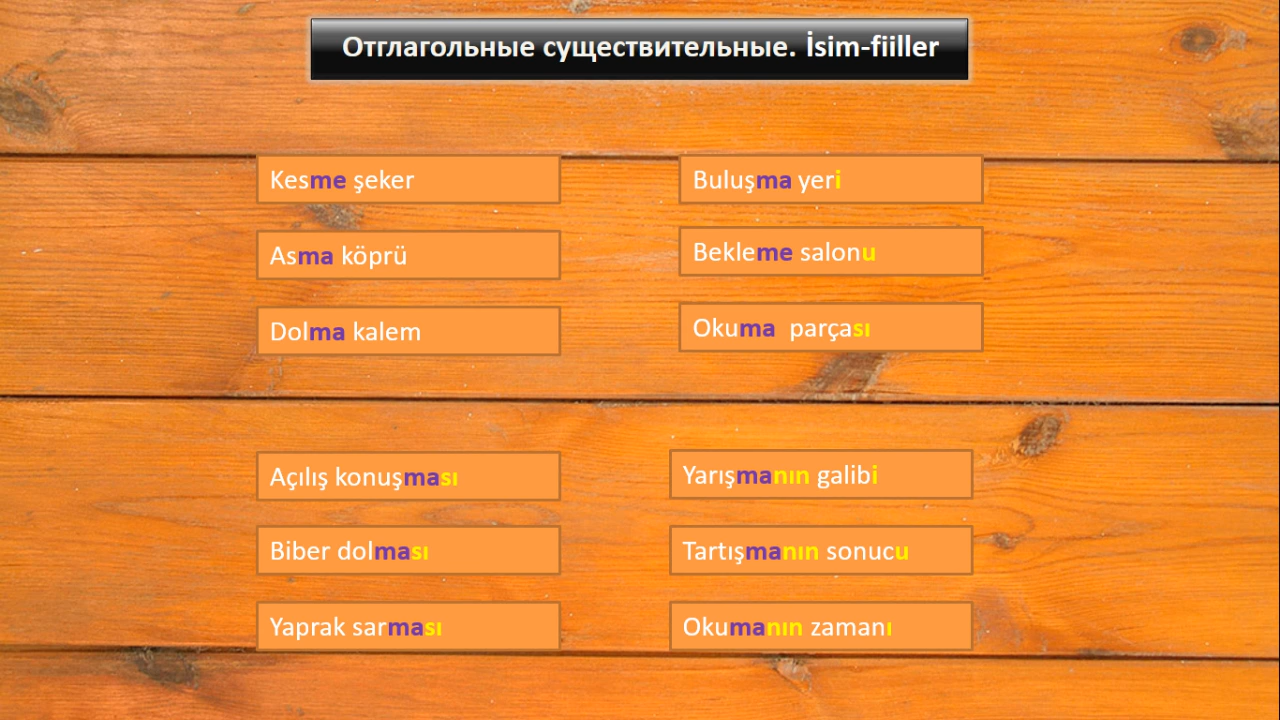 Отглагольные существительные. İsim-fiiller
Kesme şeker
Asma köprü
Dolma kalem
Buluşma yeri
Bekleme salonu
Okuma parçası
Açılış konuşması
Biber dolması
Yaprak sarması
Yarışmanın galibi
Tartışmanın sonucu
Okumanın zamanı